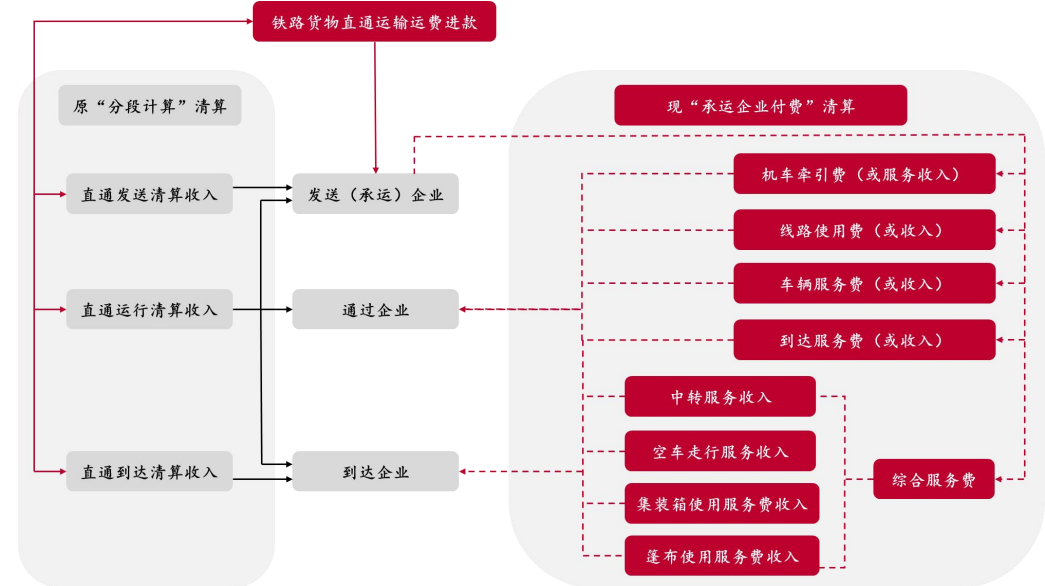 铁路货物直通运输运费进款
原“分段计算”清算
现“承运企业付费”清算
直通发送清算收入
发送（承运）企业
机车牵引费（或服务收入）
线路使用费（或收入）
车辆服务费（或收入）
直通运行清算收入
通过企业
到达服务费（或收入）
中转服务收入
空车走行服务收入
直通到达清算收入
到达企业
综合服务费
集装箱使用服务费收入
篷布使用服务费收入